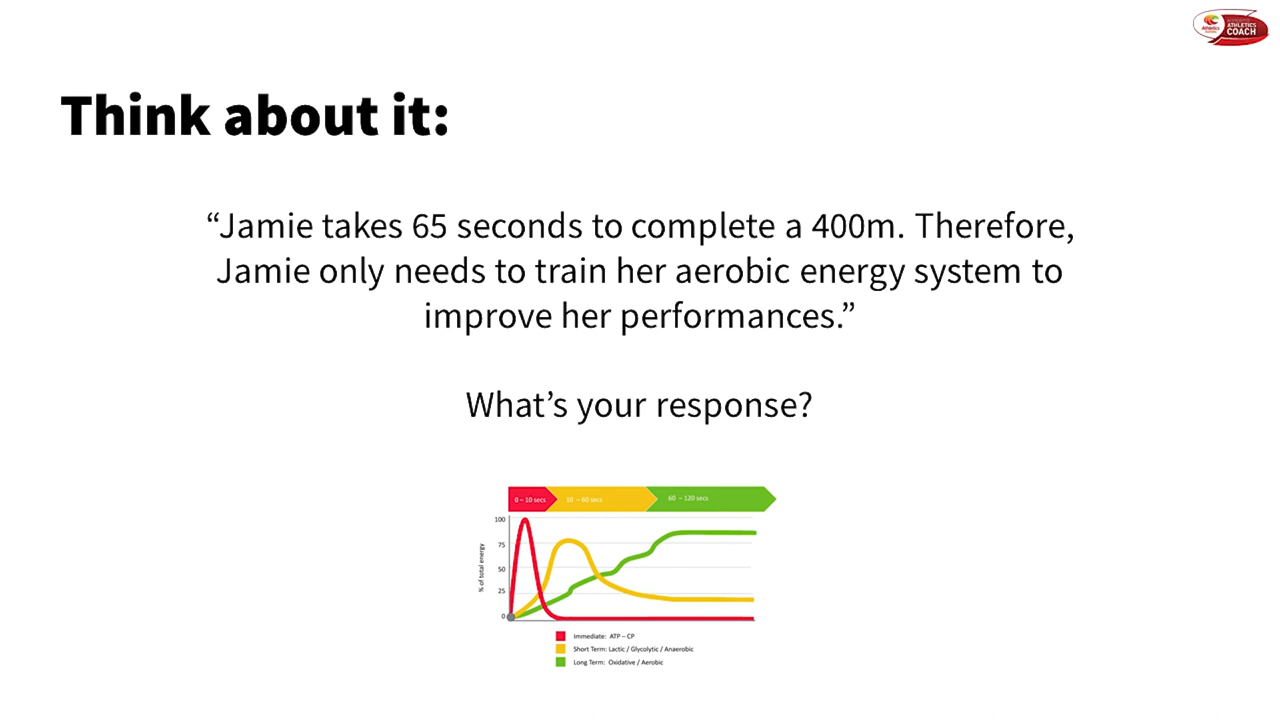 ATHLETICS
COACH
Think about it:
“Jamie takes 65 seconds to complete a 400m. Therefore,
Jamie only needs to train her aerobic energy system to
improve her performances.”
What’s your response?
0 – 10 secs
10 – 60 secs
60 – 120 secs
100
75
50
25
0
% of total energy
Immediate: ATP – CP
Short Term: Lactic / Glycolytic / Anaerobic
Long Term: Oxidative / Aerobic